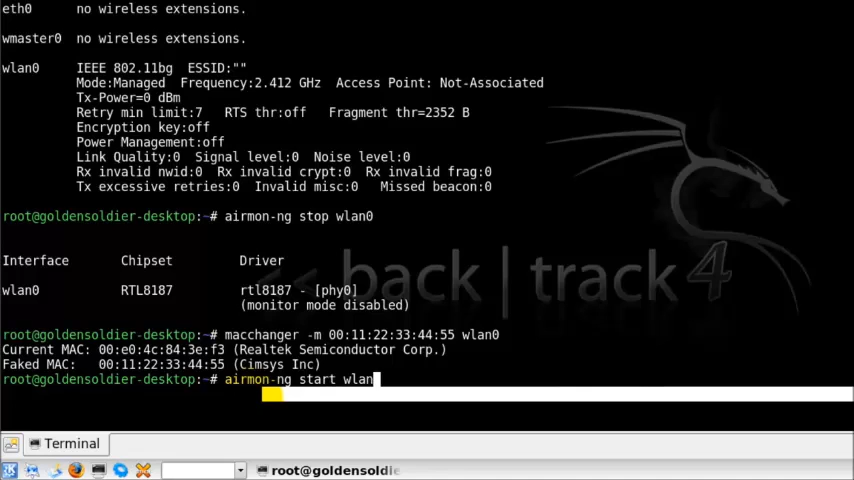 eth0 no wireless extensions.
wmaster0 no wireless extensions.
wlan0 IEEE 802.11bg ESSID:""
Mode:Managed Frequency:2.412 GHz Access Point: Not-Associated
Tx-Power=0 dBm
Retry min limit:7 RTS thr:off Fragment thr=2352 B
Encryption key:off
Power Management:off
Link Quality:0 Signal level:0 Noise level:0
Rx invalid nwid:0 Rx invalid crypt:0 Rx invalid frag:0
Tx excessive retries:0 Invalid misc:0 Missed beacon:0
root@goldensoldier-desktop:~# airmon-ng stop wlan0
Interface Chipset Driver
wlan0 RTL8187 rtl8187 - [phy0]
(monitor mode disabled)
<< back | track 4
root@goldensoldier-desktop:~# macchanger -m 00:11:22:33:44:55 wlan0
Current MAC: 00:e0:4c:84:3e:f3 (Realtek Semiconductor Corp.)
Faked MAC: 00:11:22:33:44:55 (Cimsys Inc)
root@goldensoldier-desktop:~# airmon-ng start wlan
Terminal
root@goldensoldie